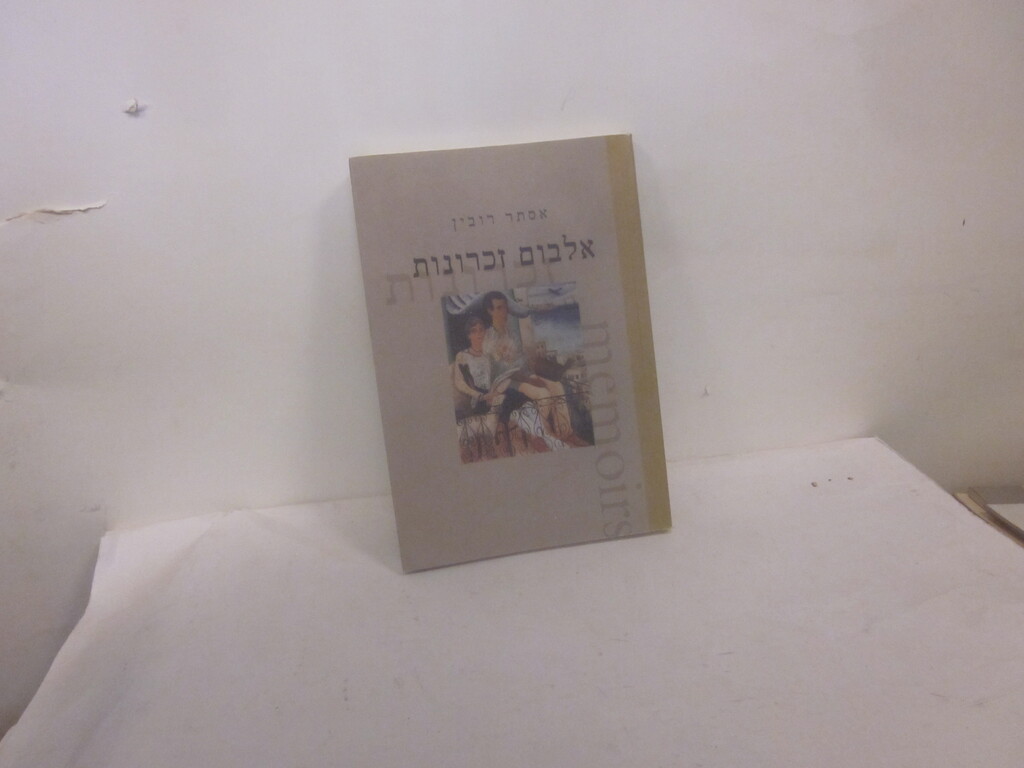 אסתר רובין
אלבום זכרונות
memoirs